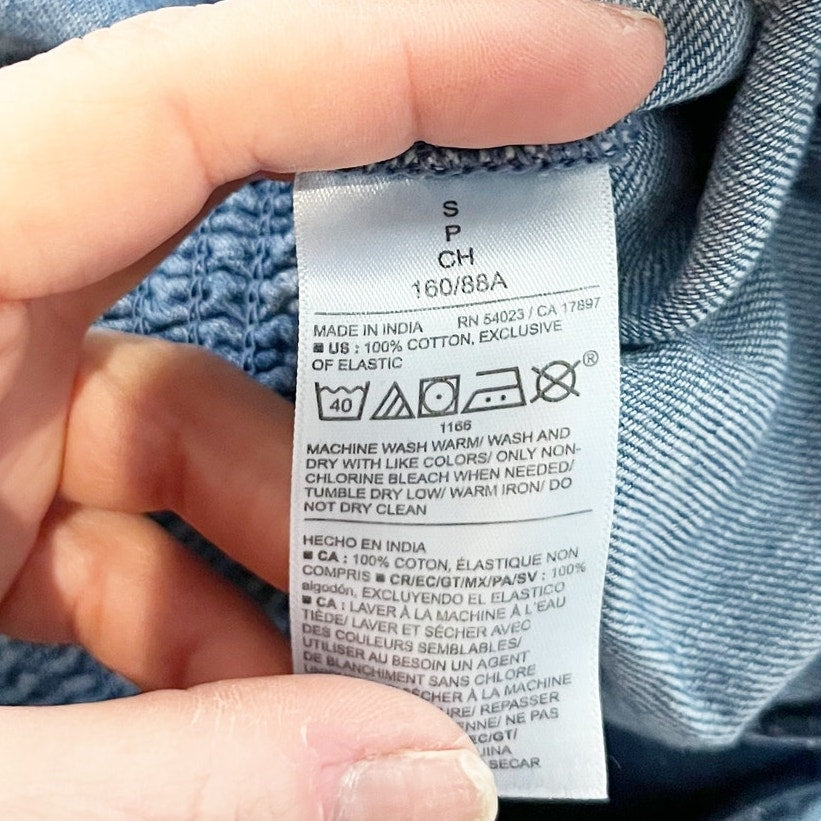 S
P
CH
160/88A
MADE IN INDIA RN 54023 / CA 17897
■ US : 100% COTTON, EXCLUSIVE
OF ELASTIC
40
®
1166
MACHINE WASH WARM/ WASH AND
DRY WITH LIKE COLORS/ ONLY NON-
CHLORINE BLEACH WHEN NEEDED/
TUMBLE DRY LOW/ WARM IRON/ DO
NOT DRY CLEAN
HECHO EN INDIA
■ CA : 100% COTON, ÉLASTIQUE NON
COMPRIS ■ CR/EC/GT/MX/PA/SV : 100%
algodón, EXCLUYENDO EL ELASTICO
■ CA : LAVER À LA MACHINE À L'EAU
TIÈDE/ LAVER ET SÉCHER AVEC
DES COULEURS SEMBLABLES/
UTILISER AU BESOIN UN AGENT
DE BLANCHIMENT SANS CHLORE
À LA MACHINE
REPASSER
NE PAS
EC/GT/
SECAR